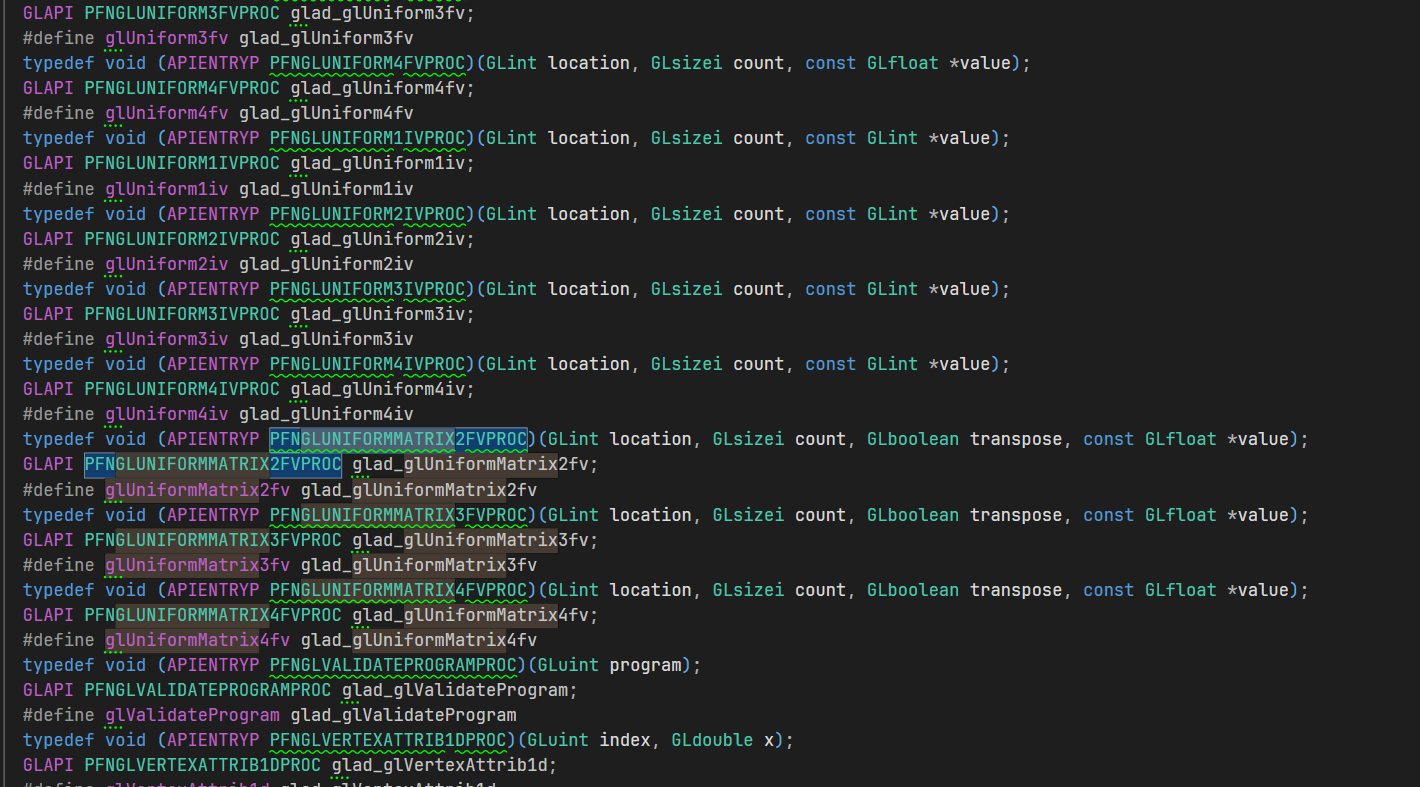 GLAPI PFNGLUNIFORM3FVPROC glad_glUniform3fv;
#define glUniform3fv glad_glUniform3fv
typedef void (APIENTRYP PFNGLUNIFORM4FVPROC)(GLint location, GLsizei count, const GLfloat *value);
GLAPI PFNGLUNIFORM4FVPROC glad_glUniform4fv;
#define glUniform4fv glad_glUniform4fv
typedef void (APIENTRYP PFNGLUNIFORM1IVPROC)(GLint location, GLsizei count, const GLint *value);
GLAPI PFNGLUNIFORM1IVPROC glad_glUniform1iv;
#define glUniform1iv glad_glUniform1iv
typedef void (APIENTRYP PFNGLUNIFORM2IVPROC)(GLint location, GLsizei count, const GLint *value);
GLAPI PFNGLUNIFORM2IVPROC glad_glUniform2iv;
#define glUniform2iv glad_glUniform2iv
typedef void (APIENTRYP PFNGLUNIFORM3IVPROC)(GLint location, GLsizei count, const GLint *value);
GLAPI PFNGLUNIFORM3IVPROC glad_glUniform3iv;
#define glUniform3iv glad_glUniform3iv
typedef void (APIENTRYP PFNGLUNIFORM4IVPROC)(GLint location, GLsizei count, const GLint *value);
GLAPI PFNGLUNIFORM4IVPROC glad_glUniform4iv;
#define glUniform4iv glad_glUniform4iv
typedef void (APIENTRYP PFNGLUNIFORMMATRIX2FVPROC)(GLint location, GLsizei count, GLboolean transpose, const GLfloat *value);
GLAPI PFNGLUNIFORMMATRIX2FVPROC glad_glUniformMatrix2fv;
#define glUniformMatrix2fv glad_glUniformMatrix2fv
typedef void (APIENTRYP PFNGLUNIFORMMATRIX3FVPROC)(GLint location, GLsizei count, GLboolean transpose, const GLfloat *value);
GLAPI PFNGLUNIFORMMATRIX3FVPROC glad_glUniformMatrix3fv;
#define glUniformMatrix3fv glad_glUniformMatrix3fv
typedef void (APIENTRYP PFNGLUNIFORMMATRIX4FVPROC)(GLint location, GLsizei count, GLboolean transpose, const GLfloat *value);
GLAPI PFNGLUNIFORMMATRIX4FVPROC glad_glUniformMatrix4fv;
#define glUniformMatrix4fv glad_glUniformMatrix4fv
typedef void (APIENTRYP PFNGLVALIDATEPROGRAMPROC)(GLuint program);
GLAPI PFNGLVALIDATEPROGRAMPROC glad_glValidateProgram;
#define glValidateProgram glad_glValidateProgram
typedef void (APIENTRYP PFNGLVERTEXATTRIB1DPROC)(GLuint index, GLdouble x);
GLAPI PFNGLVERTEXATTRIB1DPROC glad_glVertexAttrib1d;
#define glVertexAttrib1d glad_glVertexAttrib1d